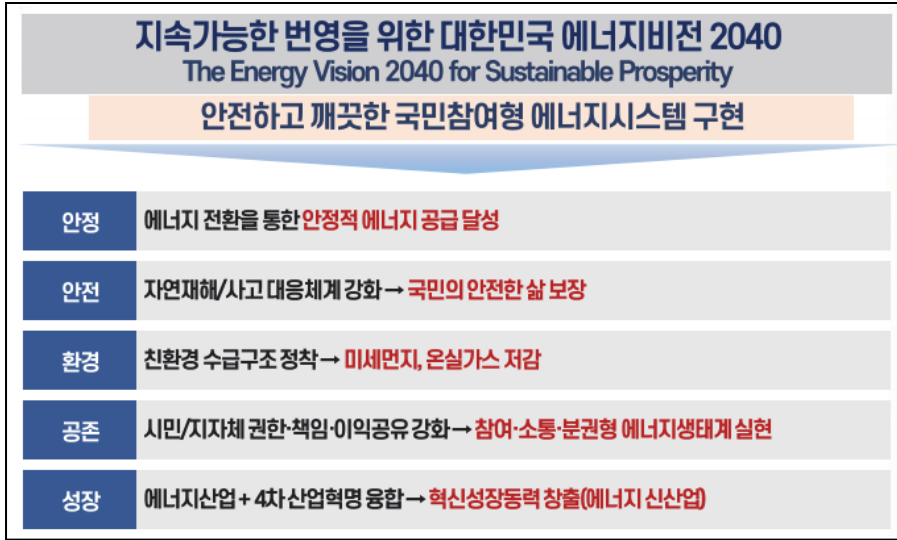 지속가능한 번영을 위한 대한민국 에너지비전 2040
The Energy Vision 2040 for Sustainable Prosperity
안전하고 깨끗한 국민참여형 에너지시스템 구현
안정 에너지 전환을 통한 안정적 에너지 공급 달성
안전 자연재해/사고 대응체계 강화 → 국민의 안전한 삶 보장
환경 친환경 수급구조 정착 → 미세먼지, 온실가스 저감
공존 시민/지자체 권한·책임·이익공유 강화 → 참여·소통·분권형 에너지생태계 실현
성장 에너지산업 + 4차 산업혁명 융합 → 혁신성장동력 창출(에너지 신산업)